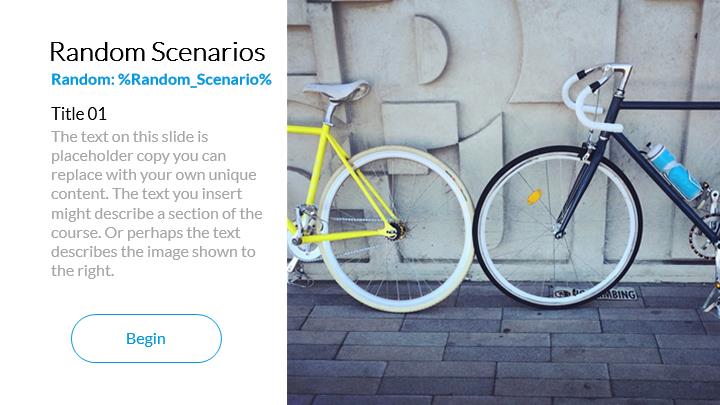 Random Scenarios
Random: %Random_Scenario%
Title 01
The text on this slide is
placeholder copy you can
replace with your own unique
content. The text you insert
might describe a section of the
course. Or perhaps the text
describes the image shown to
the right.
Begin